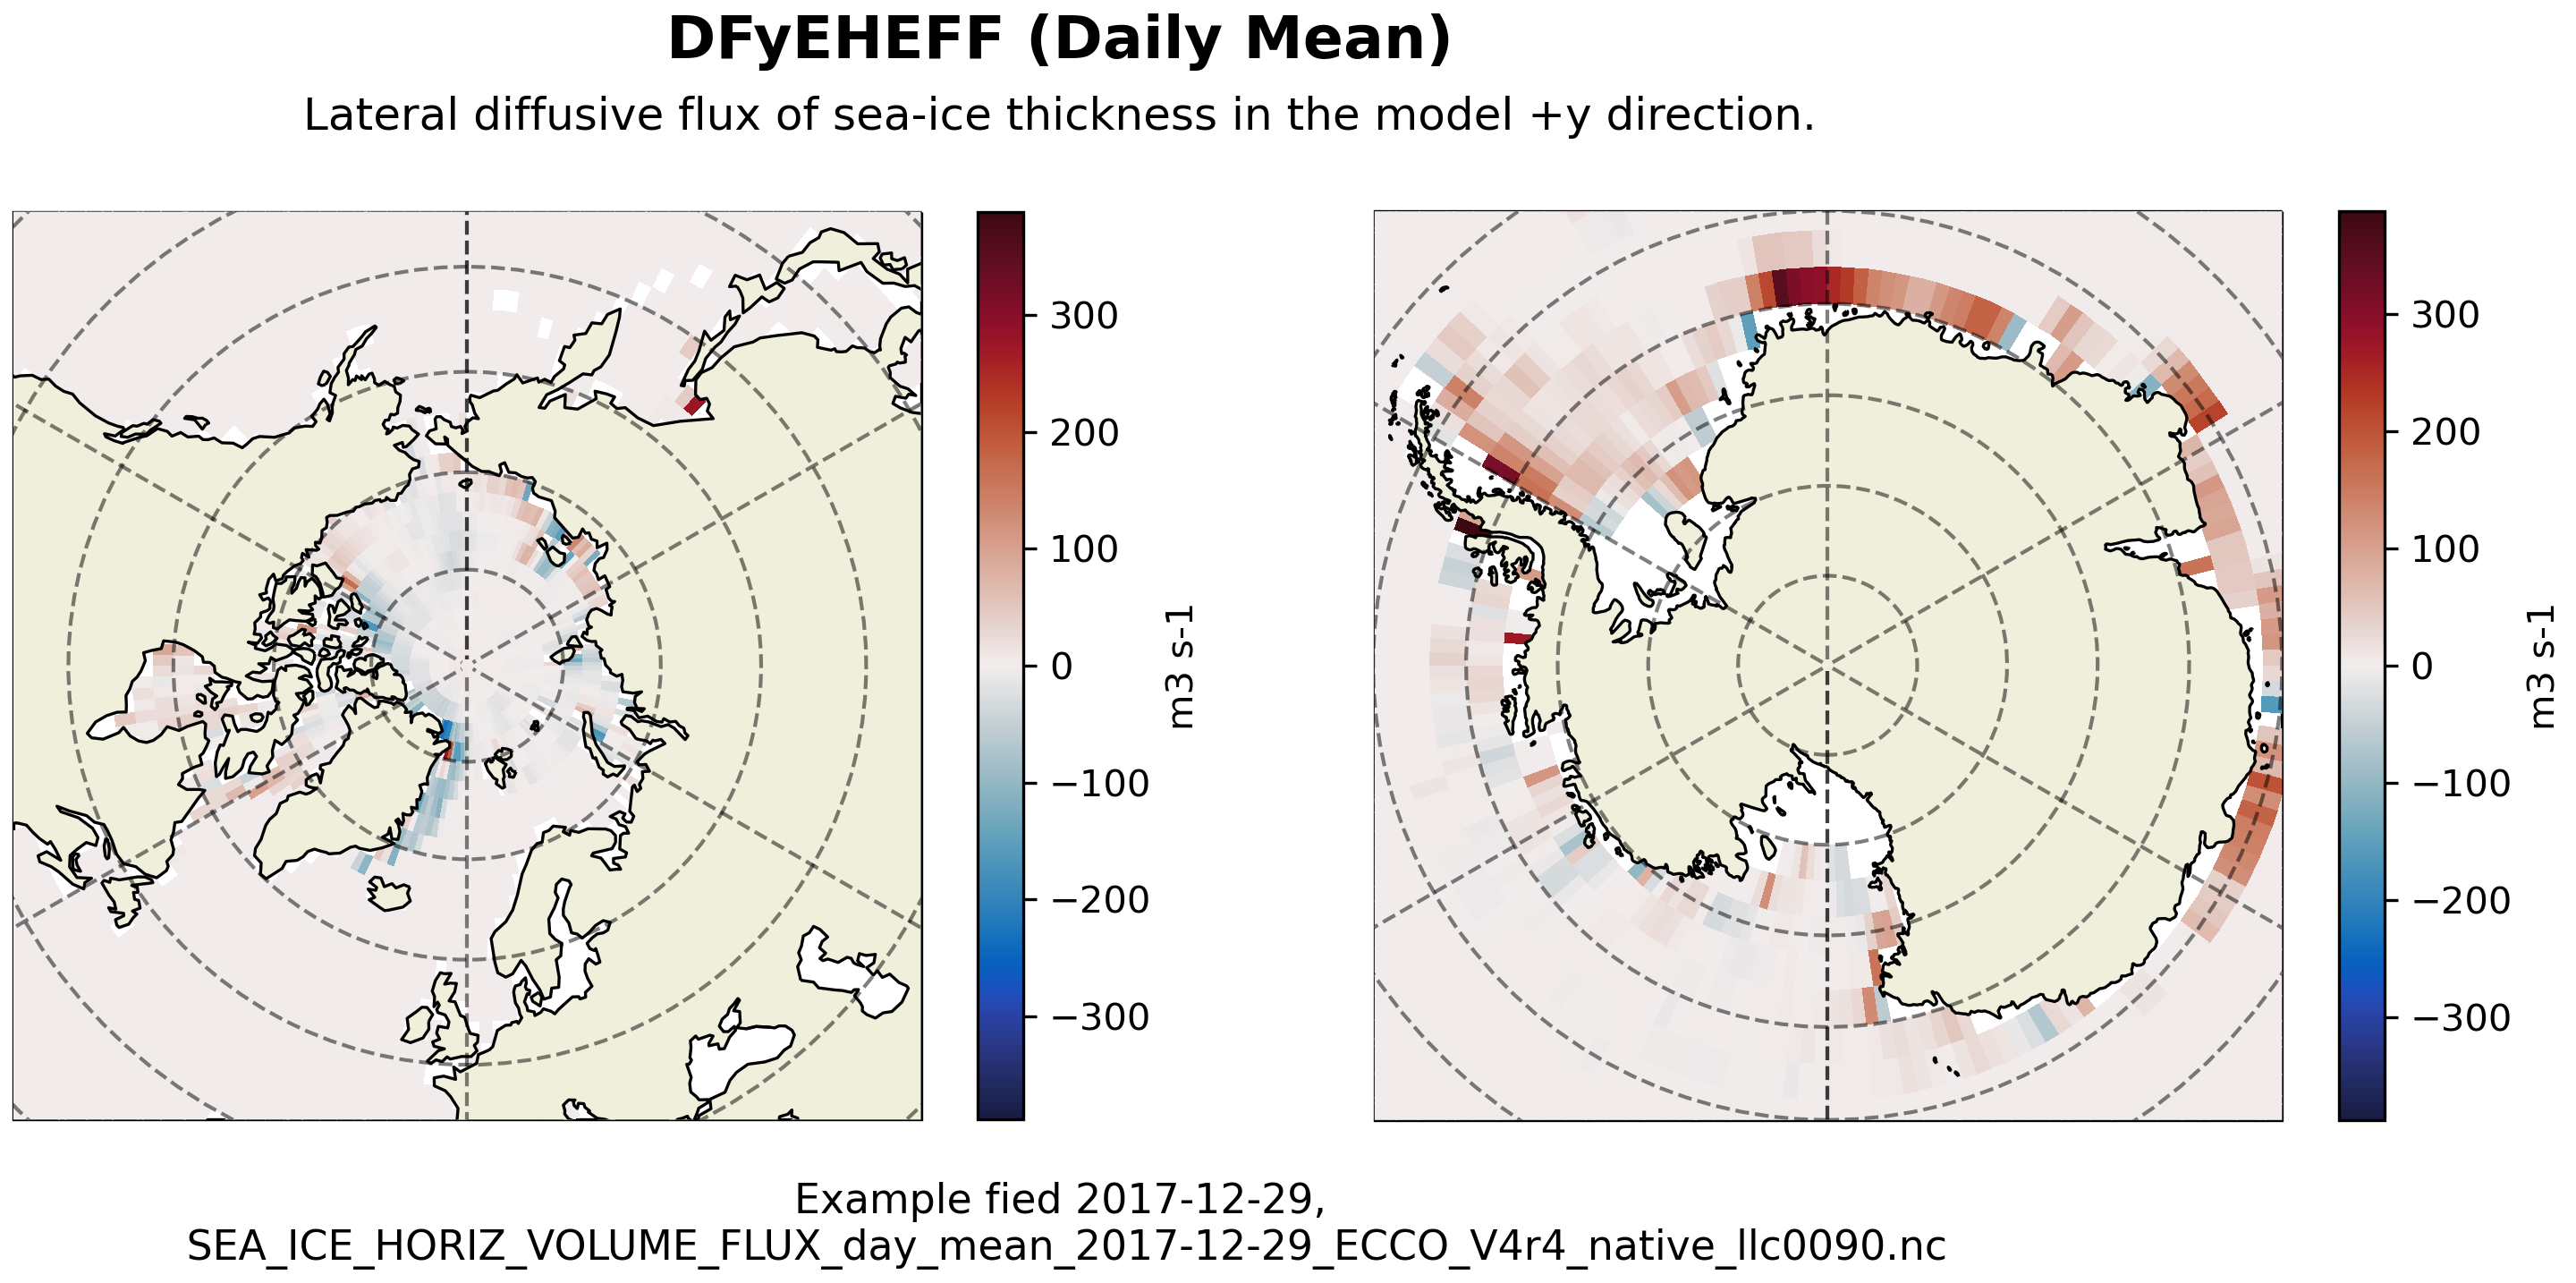 DFyEHEFF (Daily Mean)
Lateral diffusive flux of sea-ice thickness in the model +y direction.
300
200
100
0
−100
−200
−300
m3 s-1
300
200
100
0
−100
−200
−300
m3 s-1
Example fied 2017-12-29,
SEA_ICE_HORIZ_VOLUME_FLUX_day_mean_2017-12-29_ECCO_V4r4_native_llc0090.nc